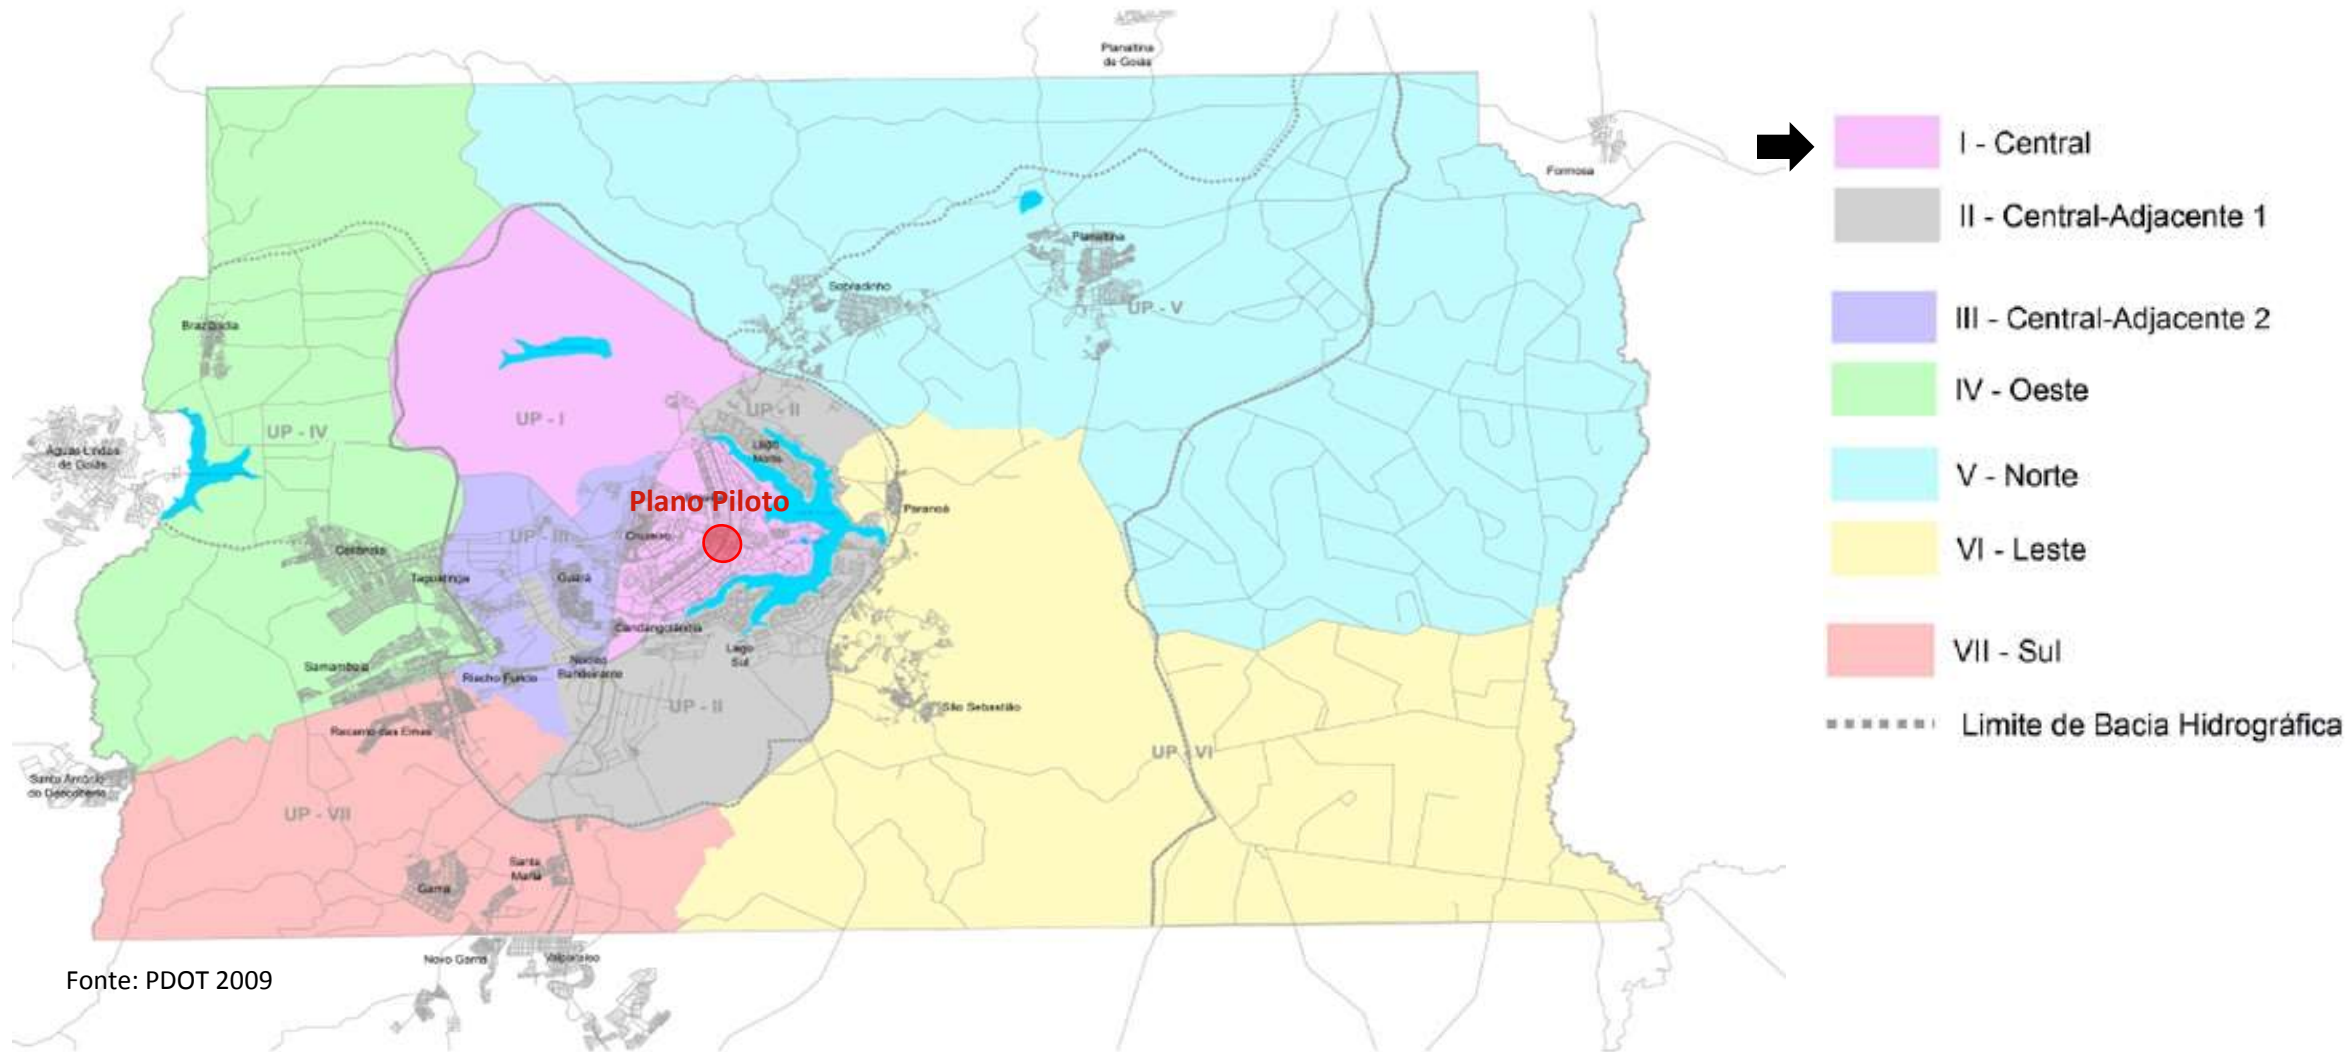 Planaltina
de Goiás
Formosa
Planaltina
UP - V
Sobradinho
Brazlândia
UP - I
UP - II
UP - IV
Águas Lindas
de Goiás
Lago
Norte
Plano Piloto
Paranoá
Cruzeiro
UP - III
Ceilândia
Taguatinga
Guará
Candangolândia
Lago
Sul
Samambaia
Núcleo
Bandeirante
Riacho Fundo
UP - II
São Sebastião
Recanto das Emas
UP - VI
Santo Antônio
do Descoberto
UP - VII
Santa
Maria
Gama
Novo Gama
Valparaíso
Fonte: PDOT 2009
I - Central
II - Central-Adjacente 1
III - Central-Adjacente 2
IV - Oeste
V - Norte
VI - Leste
VII - Sul
Limite de Bacia Hidrográfica